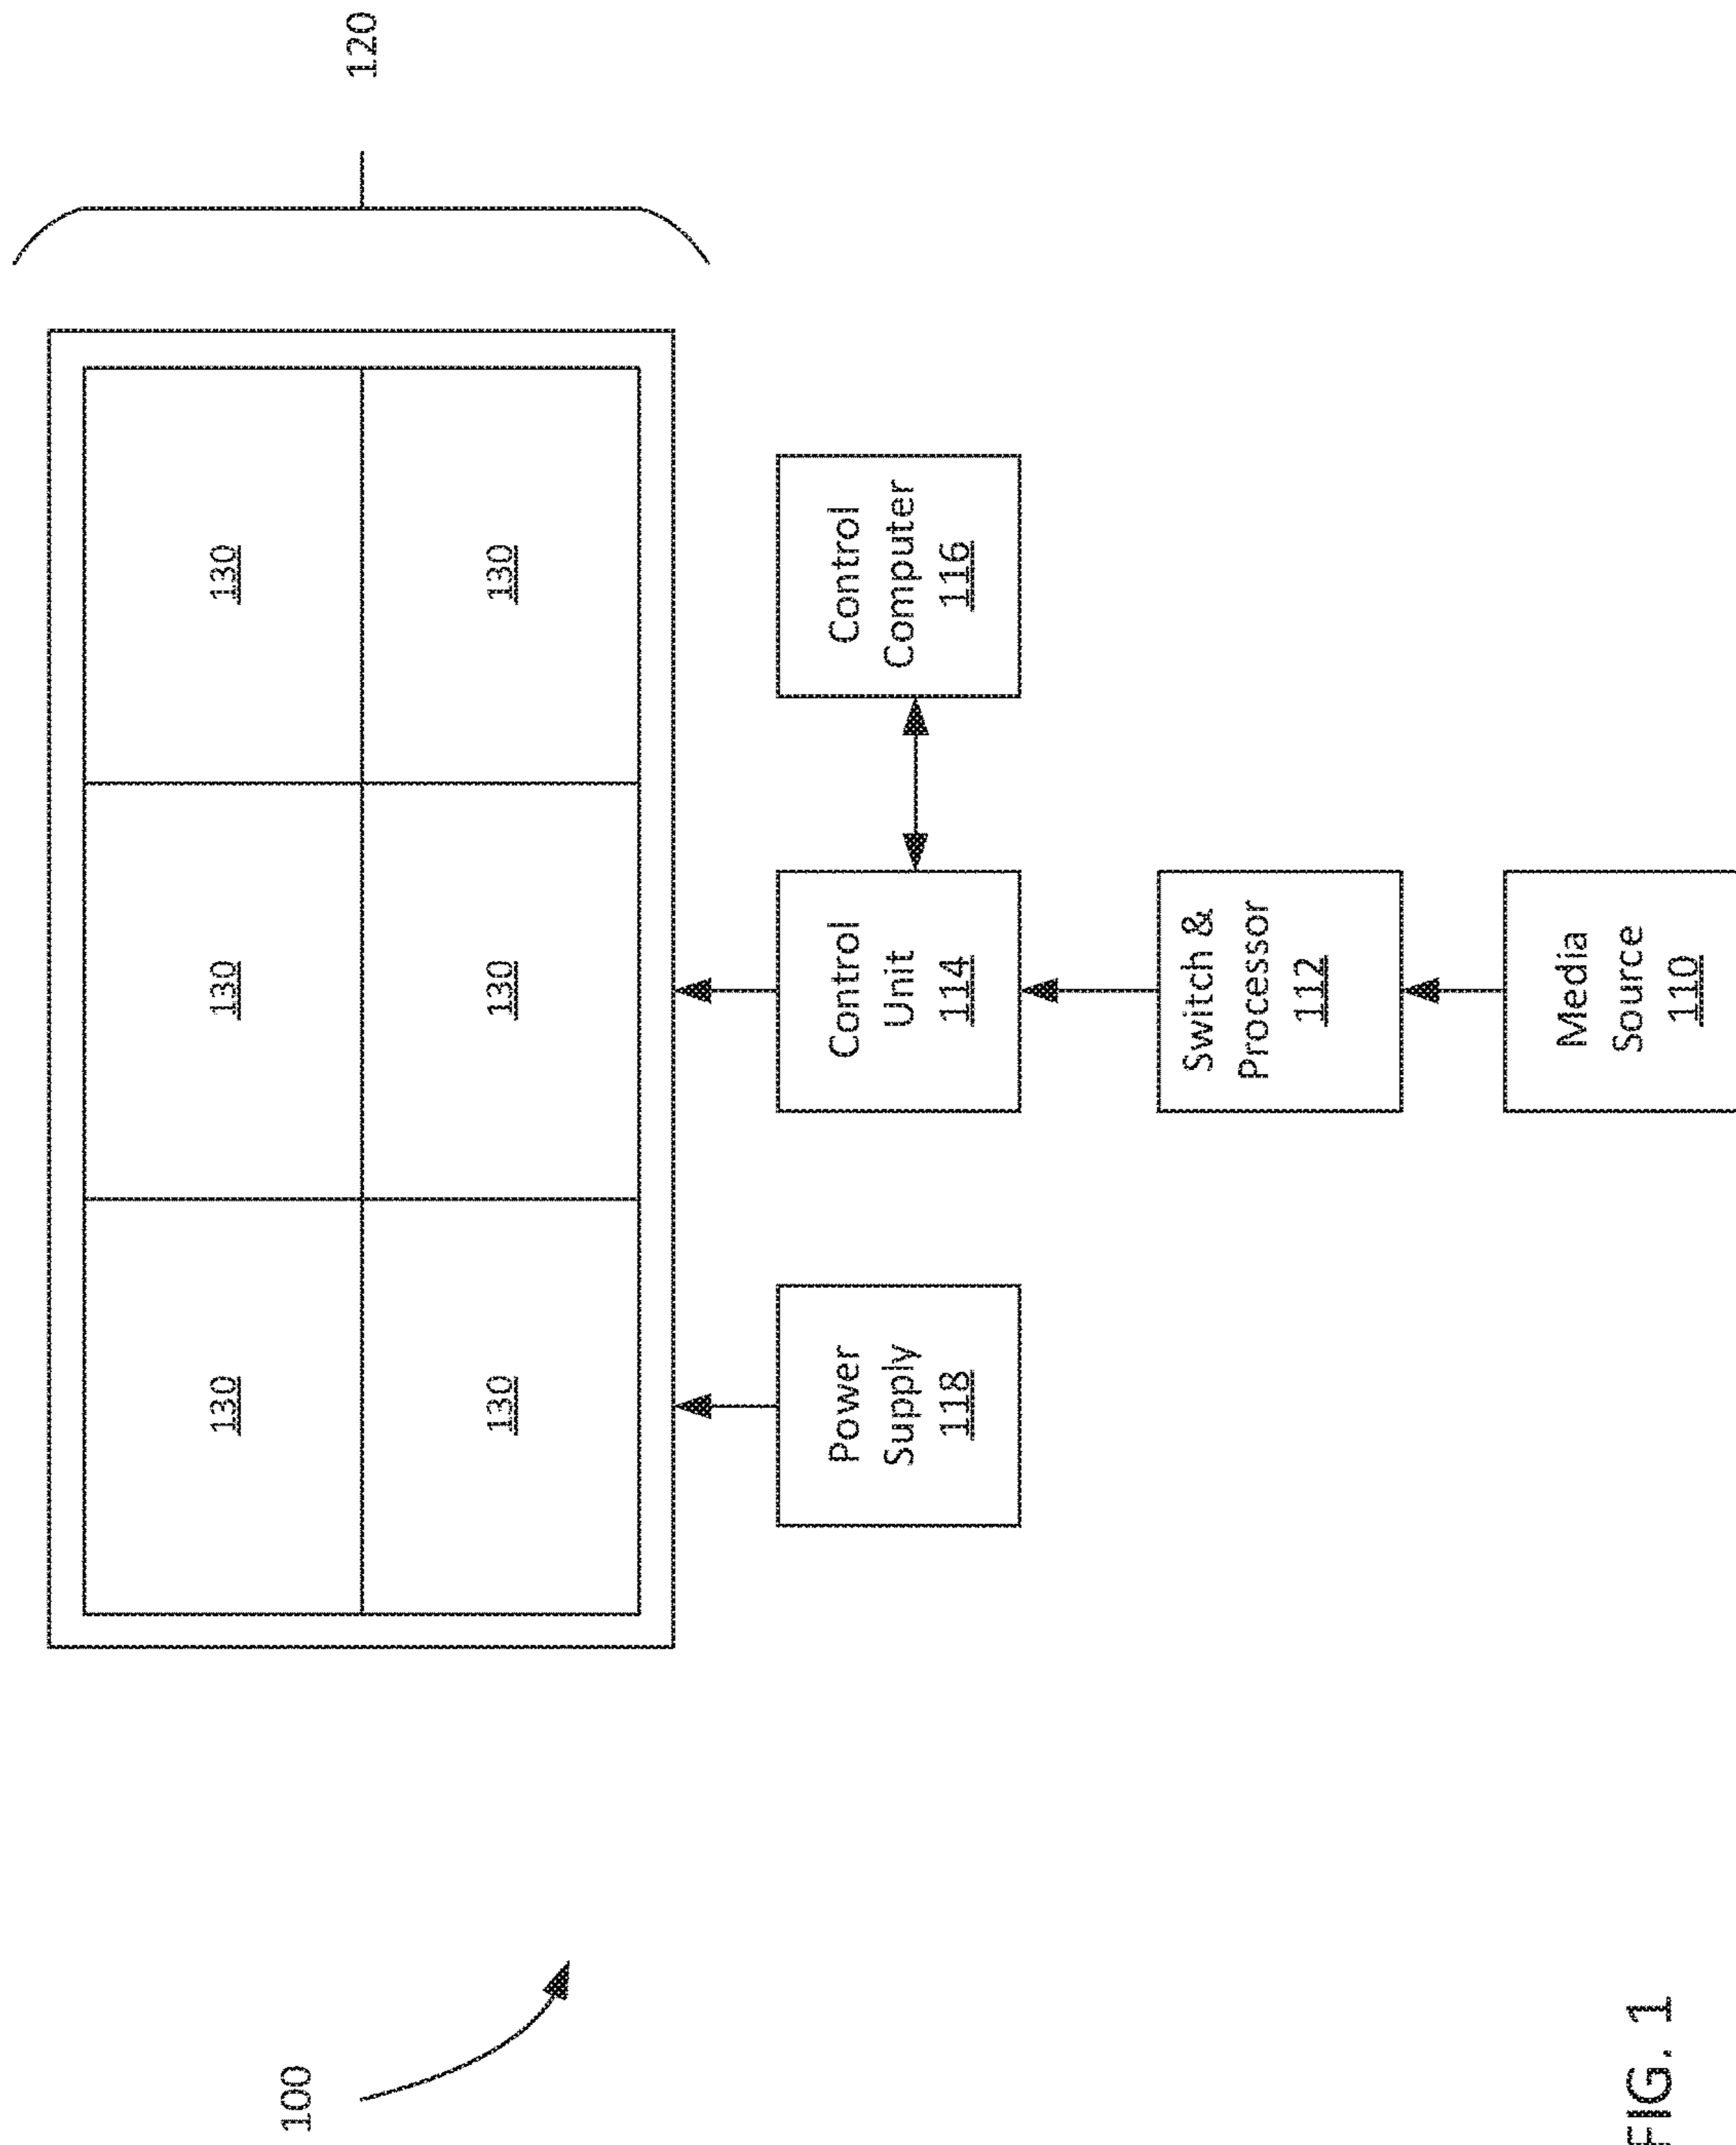 120
130
130
130
130
130
130
Power
Supply
118
Control
Unit
114
Control
Computer
116
Switch &
Processor
112
Media
Source
110
100
FIG. 1